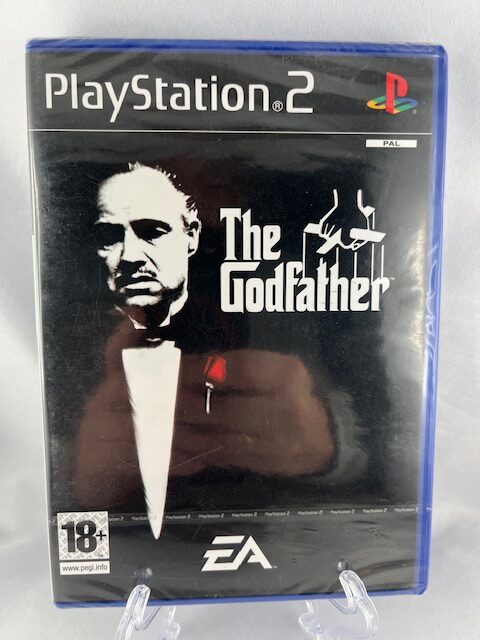 PlayStation®2
PAL
The
Godfather™
PlayStation 2 PlayStation 2 PlayStation 2 PlayStation 2 PlayStation 2 PlayStation 2
18+
www.pegi.info
EA